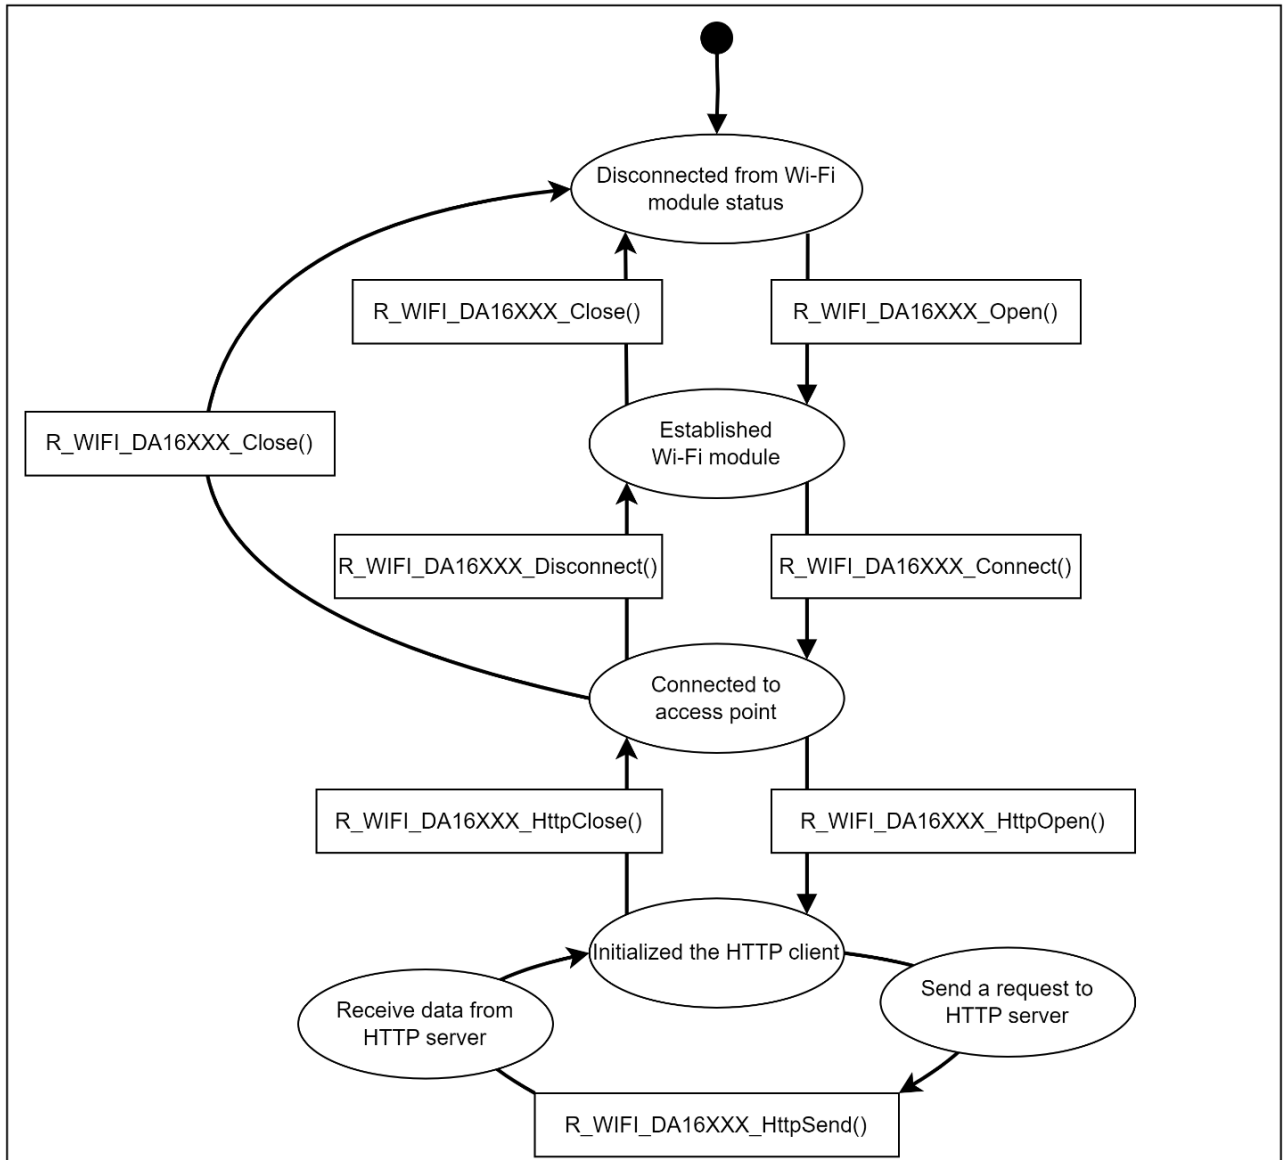 Disconnected from Wi-Fi
module status
R_WIFI_DA16XXX_Close()
R_WIFI_DA16XXX_Open()
R_WIFI_DA16XXX_Close()
Established
Wi-Fi module
R_WIFI_DA16XXX_Disconnect()
R_WIFI_DA16XXX_Connect()
Connected to
access point
R_WIFI_DA16XXX_HttpClose()
R_WIFI_DA16XXX_HttpOpen()
Initialized the HTTP client
Send a request to
HTTP server
Receive data from
HTTP server
R_WIFI_DA16XXX_HttpSend()